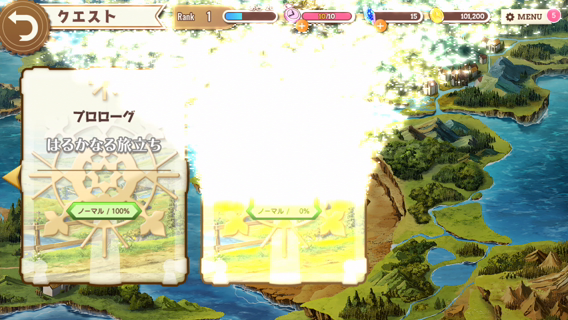 クエスト
Rank 1
10/10
15
101,200
MENU
5
プロローグ
はるかなる旅立ち
ノーマル / 100%
ノーマル / 0%